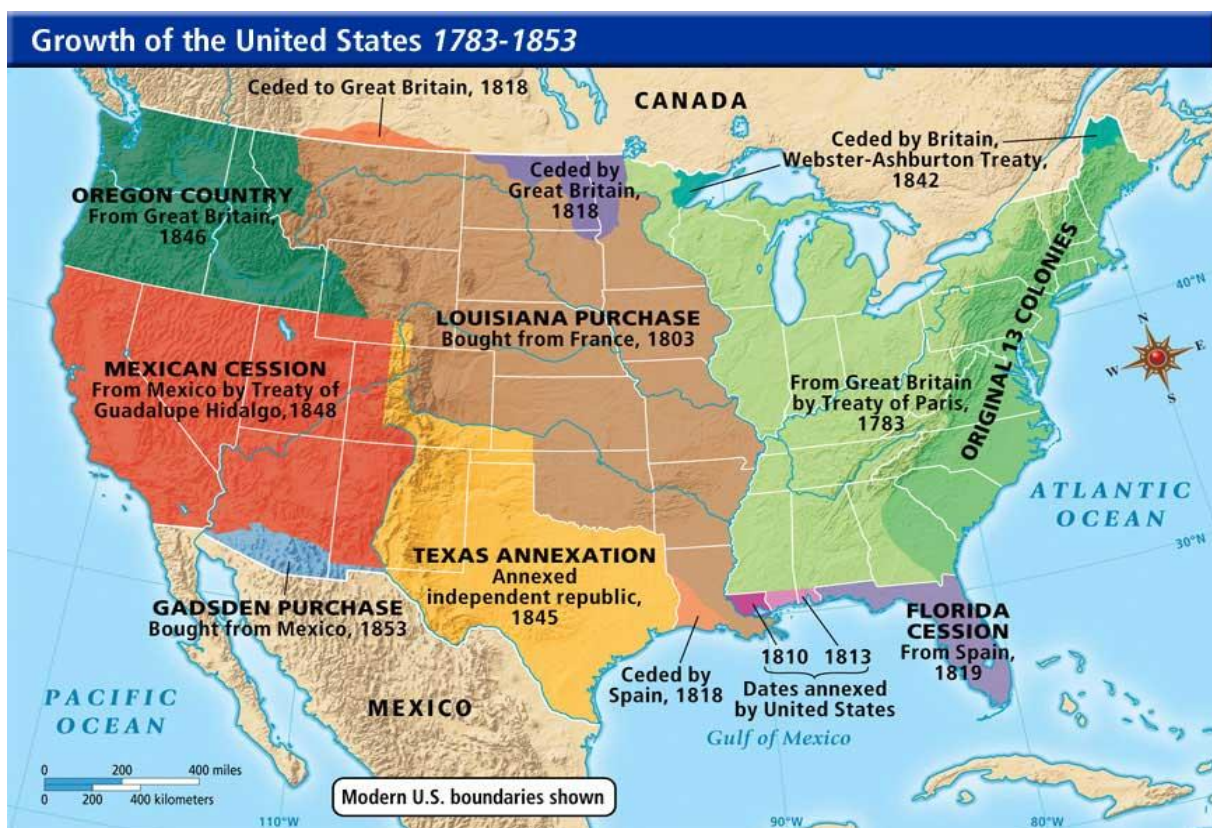 Growth of the United States 1783-1853
Ceded to Great Britain, 1818
CANADA
Ceded by Britain,
Webster-Ashburton Treaty,
1842
OREGON COUNTRY
From Great Britain,
1846
Ceded by
Great Britain,
1818
ORIGINAL 13 COLONIES
40°N
N
E
W
S
LOUISIANA PURCHASE
Bought from France, 1803
MEXICAN CESSION
From Mexico by Treaty of
Guadalupe Hidalgo, 1848
From Great Britain
by Treaty of Paris,
1783
ATLANTIC
OCEAN
30°N
TEXAS ANNEXATION
Annexed
independent republic,
1845
GADSDEN PURCHASE
Bought from Mexico, 1853
FLORIDA
CESSION
From Spain,
1819
1810 1813
Dates annexed
by United States
Ceded by
Spain, 1818
PACIFIC
OCEAN
MEXICO
Gulf of Mexico
0 200 400 miles
0 200 400 kilometers
Modern U.S. boundaries shown
110°W
90°W
80°W